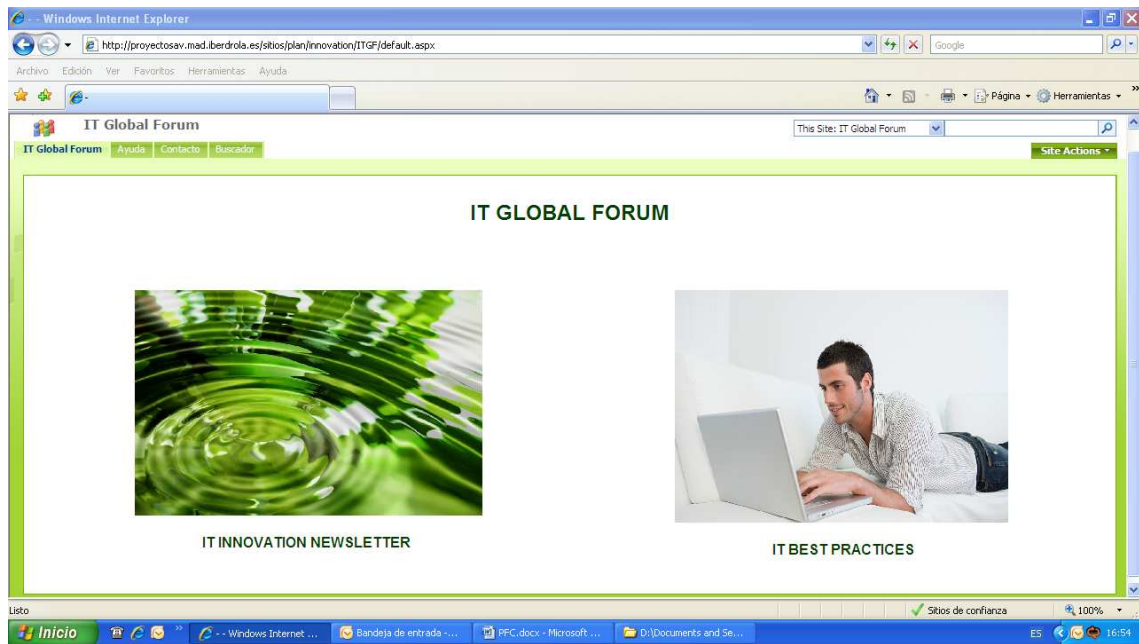 - - Windows Internet Explorer
http://proyectosav.mad.iberdrola.es/sitios/plan/innovation/ITGF/default.aspx
Google
Archivo Edición Ver Favoritos Herramientas Ayuda
-
Página Herramientas
IT Global Forum
This Site: IT Global Forum
IT Global Forum Ayuda Contacto Buscador
Site Actions
IT GLOBAL FORUM
IT INNOVATION NEWSLETTER
IT BEST PRACTICES
Listo
Sitios de confianza
100%
Inicio
- - Windows Internet ...
Bandeja de entrada -...
PFC.docx - Microsoft ...
D:\Documents and Se...
ES
16:54